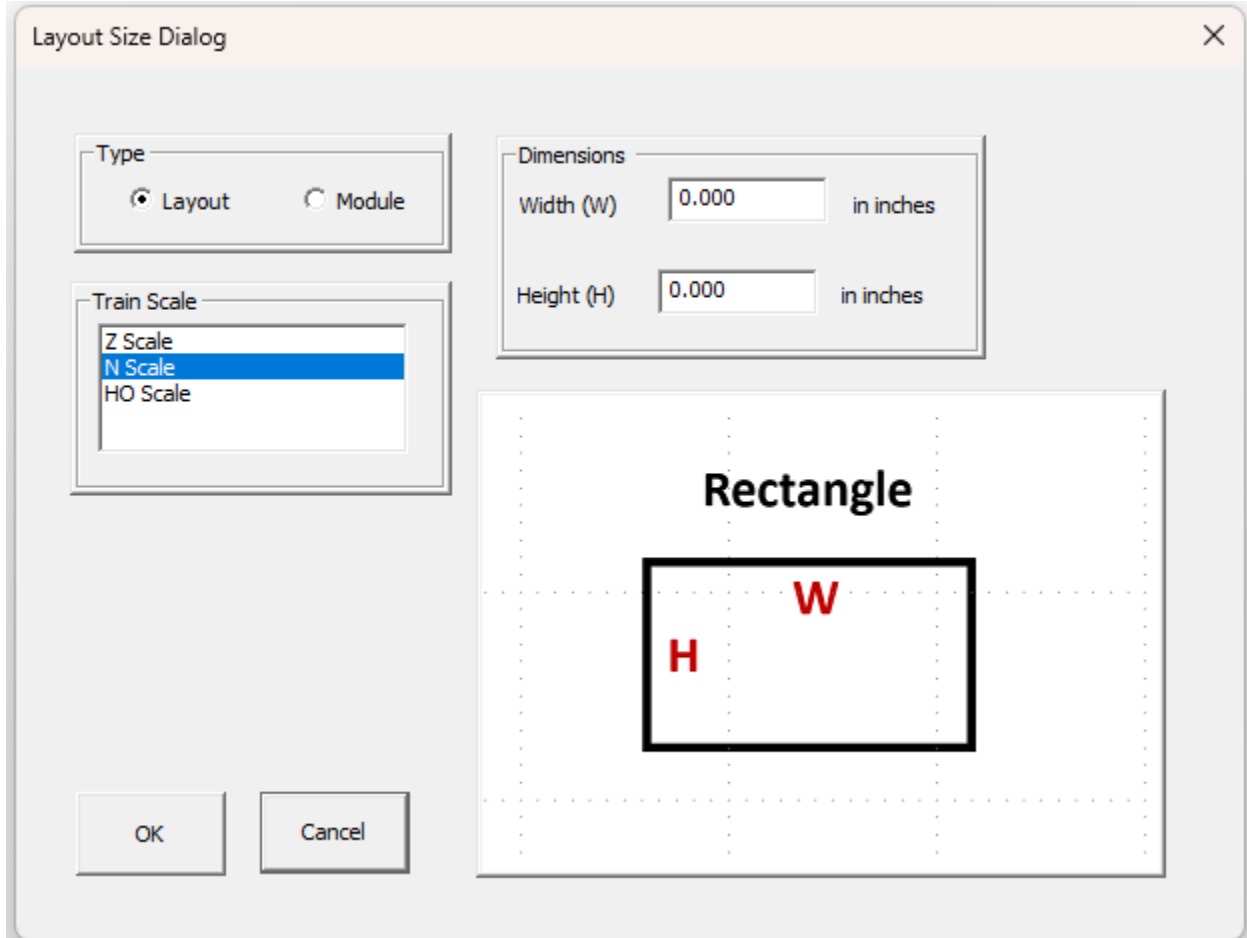 Layout Size Dialog
Type
Layout Module
Dimensions
Width (W) 0.000 in inches
Height (H) 0.000 in inches
Train Scale
Z Scale
N Scale
HO Scale
Rectangle
W
H
OK Cancel